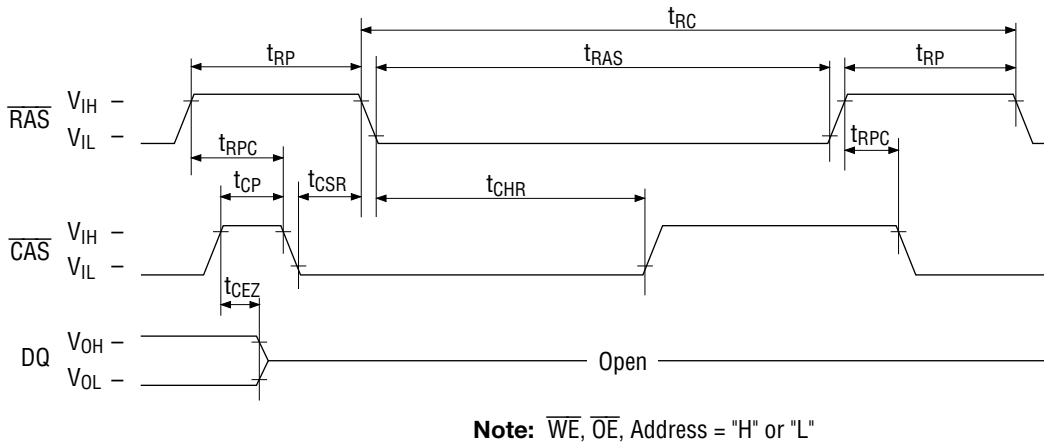 tRC
tRP tRAS tRP
RAS VIH –
VIL –
tRPC tRPC
tCP tCSR tCHR
CAS VIH –
VIL –
tCEZ
DQ VOH –
VOL –
Open
Note: WE, OE, Address = "H" or "L"